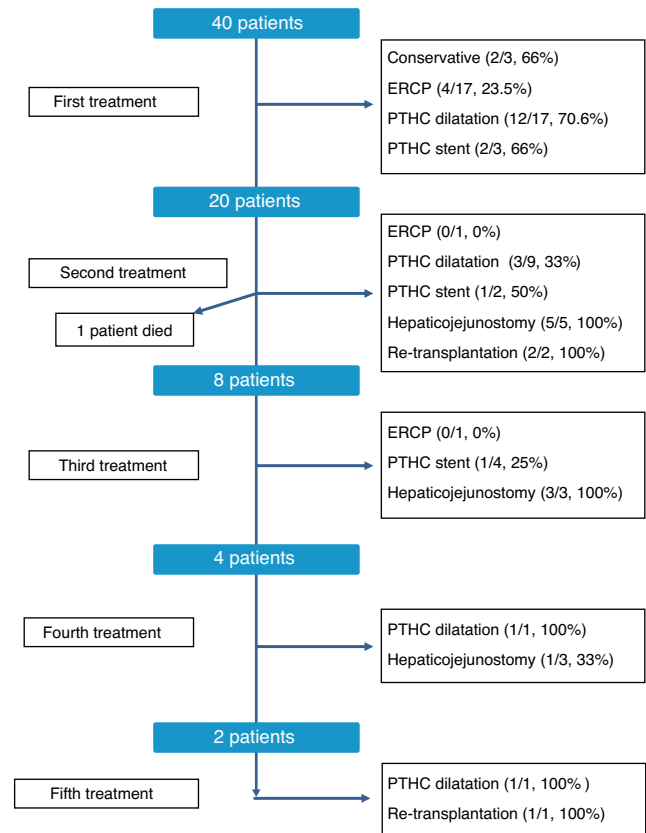 40 patients
First treatment
Conservative (2/3, 66%)
ERCP (4/17, 23.5%)
PTHC dilatation (12/17, 70.6%)
PTHC stent (2/3, 66%)
20 patients
Second treatment
1 patient died
ERCP (0/1, 0%)
PTHC dilatation (3/9, 33%)
PTHC stent (1/2, 50%)
Hepaticojejunostomy (5/5, 100%)
Re-transplantation (2/2, 100%)
8 patients
Third treatment
ERCP (0/1, 0%)
PTHC stent (1/4, 25%)
Hepaticojejunostomy (3/3, 100%)
4 patients
Fourth treatment
PTHC dilatation (1/1, 100%)
Hepaticojejunostomy (1/3, 33%)
2 patients
Fifth treatment
PTHC dilatation (1/1, 100% )
Re-transplantation (1/1, 100%)